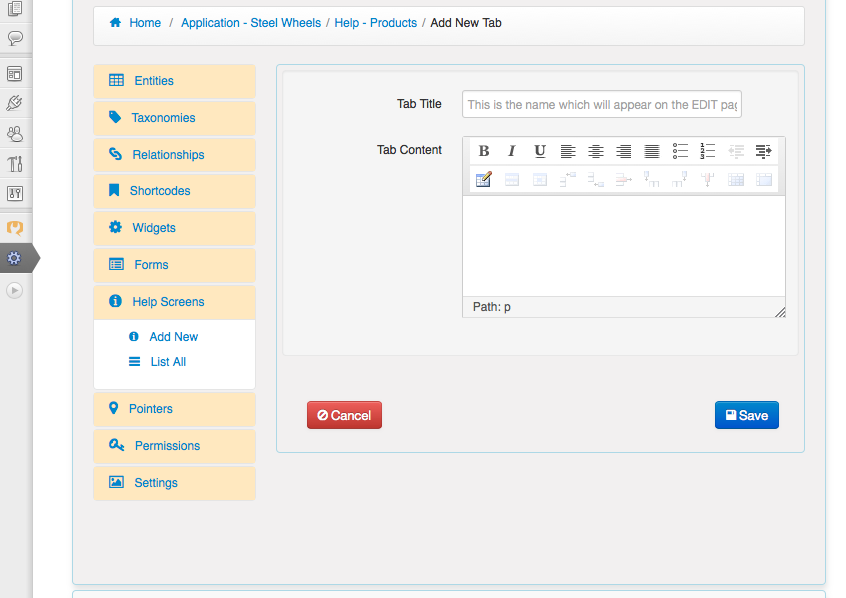 Home / Application - Steel Wheels / Help - Products / Add New Tab
Entities
Taxonomies
Relationships
Shortcodes
Widgets
Forms
Help Screens
Add New
List All
Pointers
Permissions
Settings
Tab Title
This is the name which will appear on the EDIT pag
Tab Content
B I U
Path: p
Cancel
Save